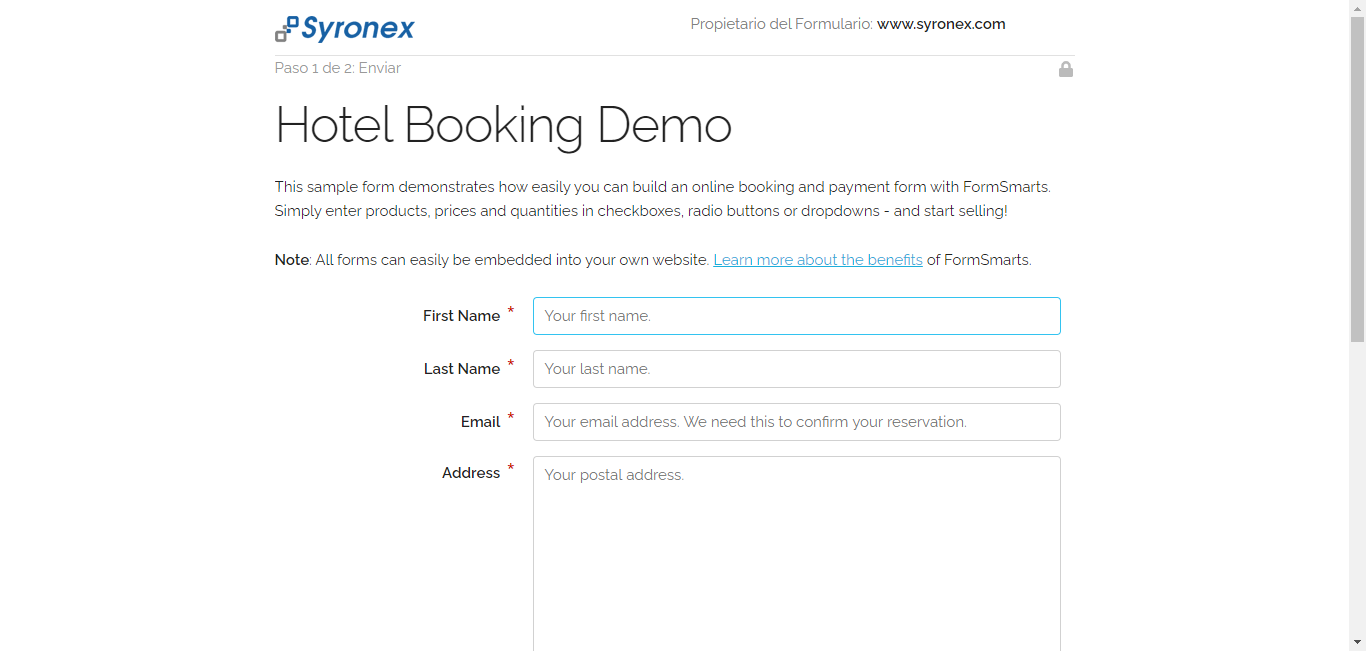 Syronex
Propietario del Formulario: www.syronex.com
Paso 1 de 2: Enviar
Hotel Booking Demo
This sample form demonstrates how easily you can build an online booking and payment form with FormSmarts.
Simply enter products, prices and quantities in checkboxes, radio buttons or dropdowns - and start selling!
Note: All forms can easily be embedded into your own website. Learn more about the benefits of FormSmarts.
First Name * Your first name.
Last Name * Your last name.
Email * Your email address. We need this to confirm your reservation.
Address * Your postal address.